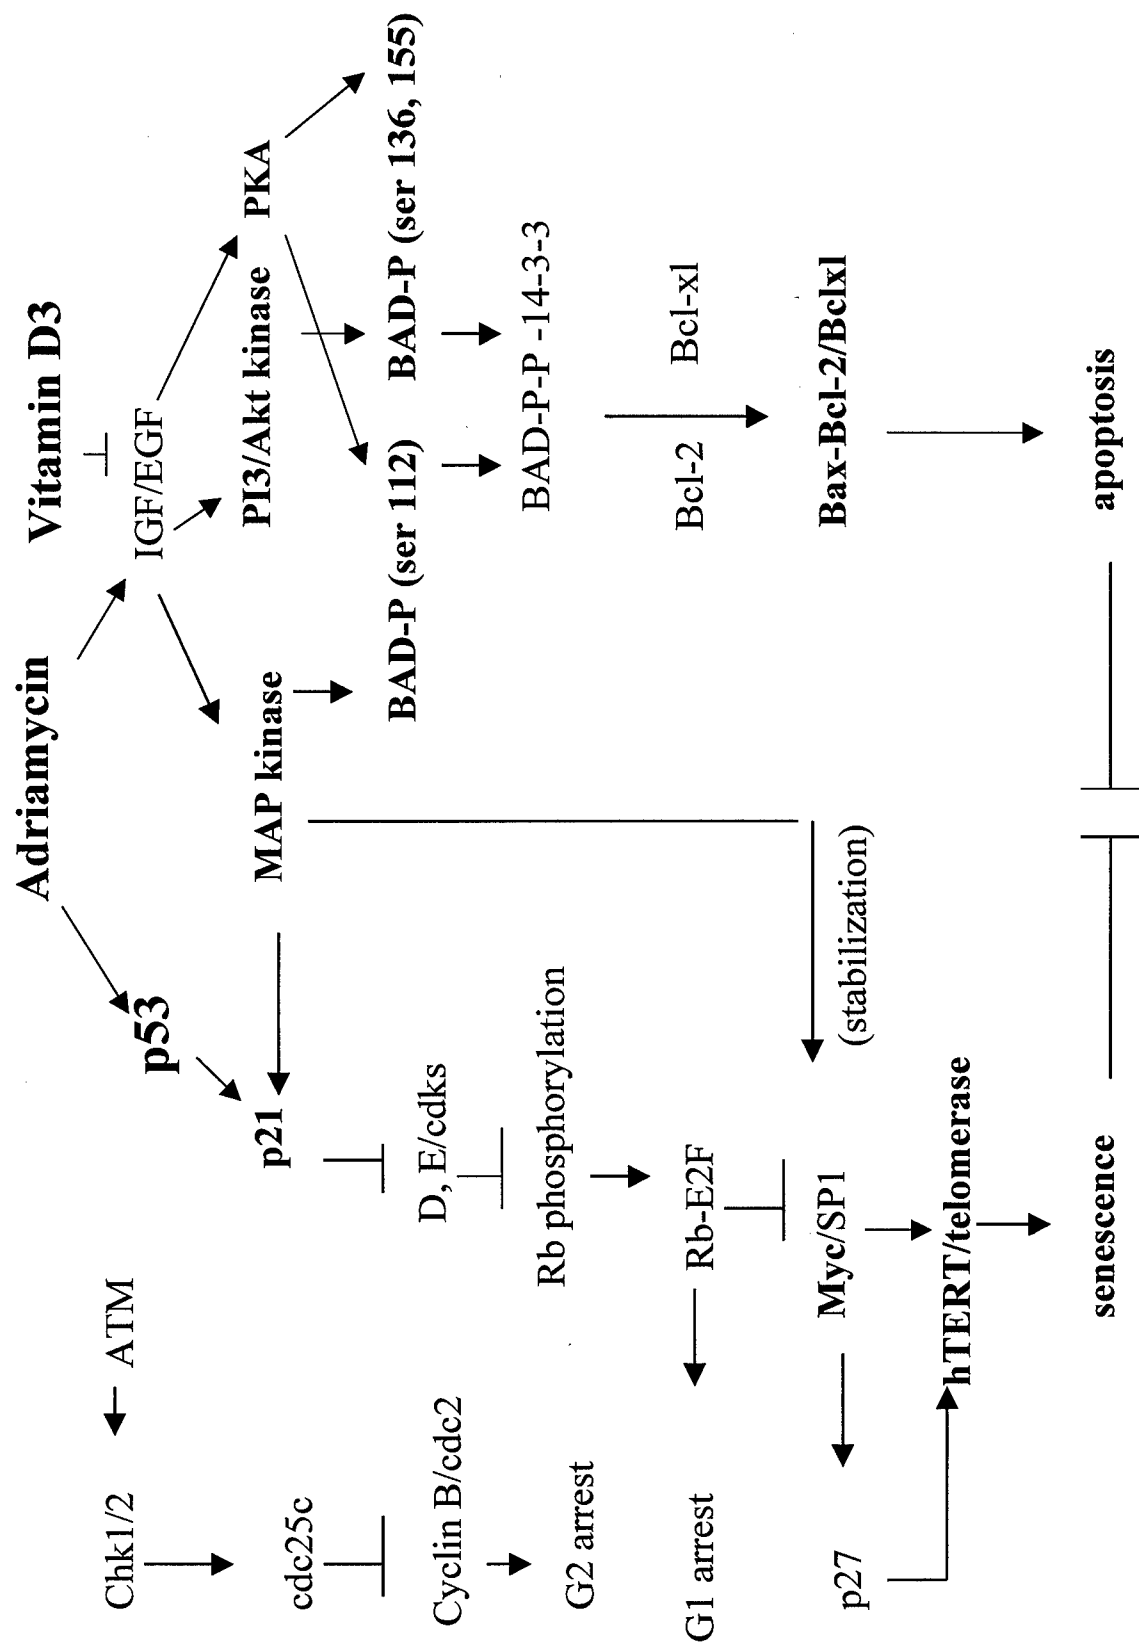 Adriamycin
Vitamin D3
Chk1/2
ATM
p53
IGF/EGF
cdc25c
p21
MAP kinase
PI3/Akt kinase
PKA
Cyclin B/cdc2
D, E/cdks
BAD-P (ser 112)
BAD-P (ser 136, 155)
G2 arrest
Rb phosphorylation
BAD-P-P -14-3-3
G1 arrest
Rb-E2F
Bcl-2
Bcl-xl
p27
Myc/SP1
(stabilization)
Bax-Bcl-2/Bclxl
hTERT/telomerase
senescence
apoptosis